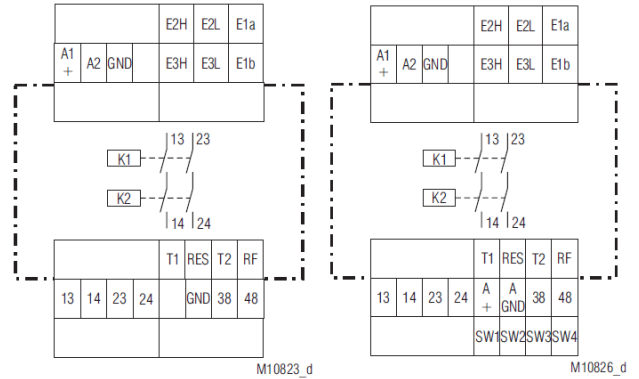 E2H E2L E1a
A1 + A2 GND E3H E3L E1b
13 23
K1
K2
14 24
T1 RES T2 RF
13 14 23 24 GND 38 48
M10823_d
E2H E2L E1a
A1 + A2 GND E3H E3L E1b
13 23
K1
K2
14 24
T1 RES T2 RF
13 14 23 24 A + A GND 38 48
SW1 SW2 SW3 SW4
M10826_d